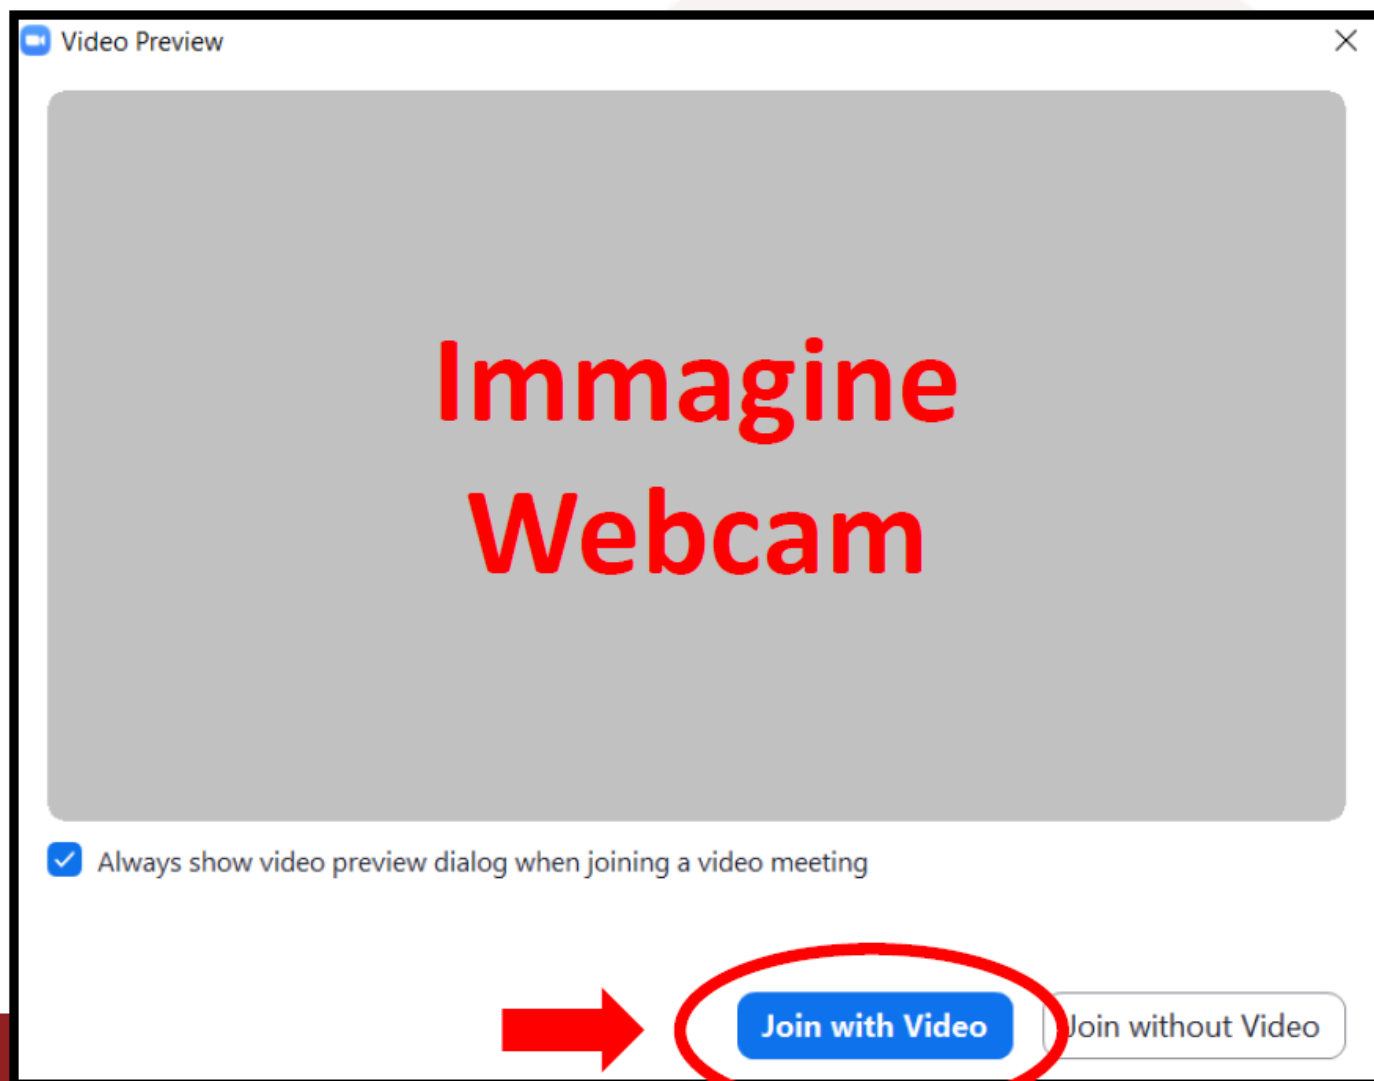 Video Preview
Immagine
Webcam
Always show video preview dialog when joining a video meeting
Join with Video
Join without Video